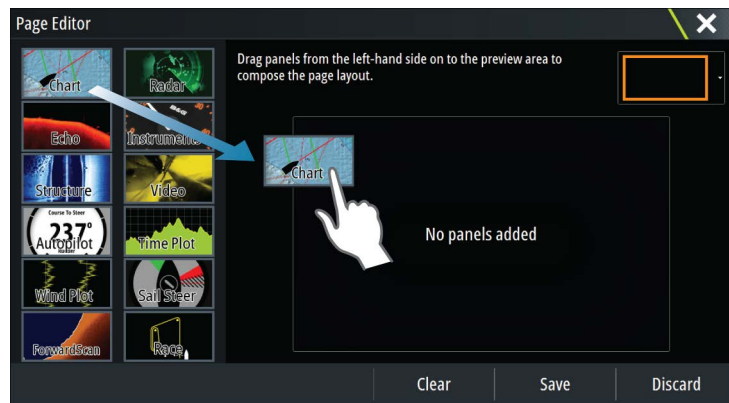 Page Editor
Drag panels from the left-hand side on to the preview area to
compose the page layout.
Chart
Radar
Echo
Instruments
Structure
Video
Course To Steer
237°
Autopilot
Rudder
Time Plot
Wind Plot
Sail Steer
ForwardScan
Race
Chart
No panels added
Clear
Save
Discard